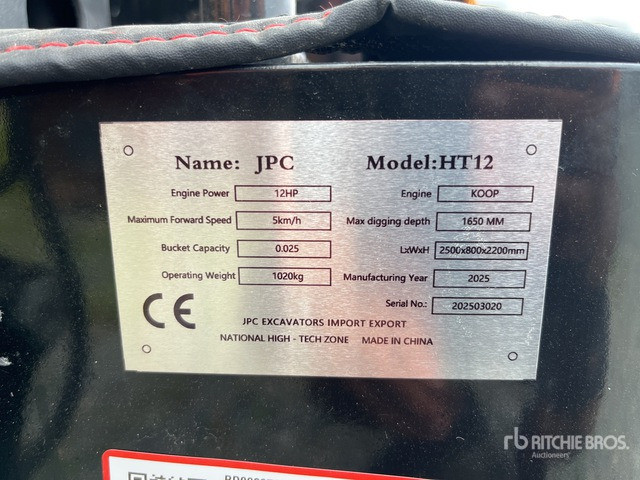 Name: JPC Model:HT12
Engine Power 12HP Engine KOOP
Maximum Forward Speed 5km/h Max digging depth 1650 MM
Bucket Capacity 0.025 LxWxH 2500x800x2200mm
Operating Weight 1020kg Manufacturing Year 2025
Serial No.: 202503020
CE
JPC EXCAVATORS IMPORT EXPORT
NATIONAL HIGH - TECH ZONE MADE IN CHINA
rb RITCHIE BROS.
Auctioneers